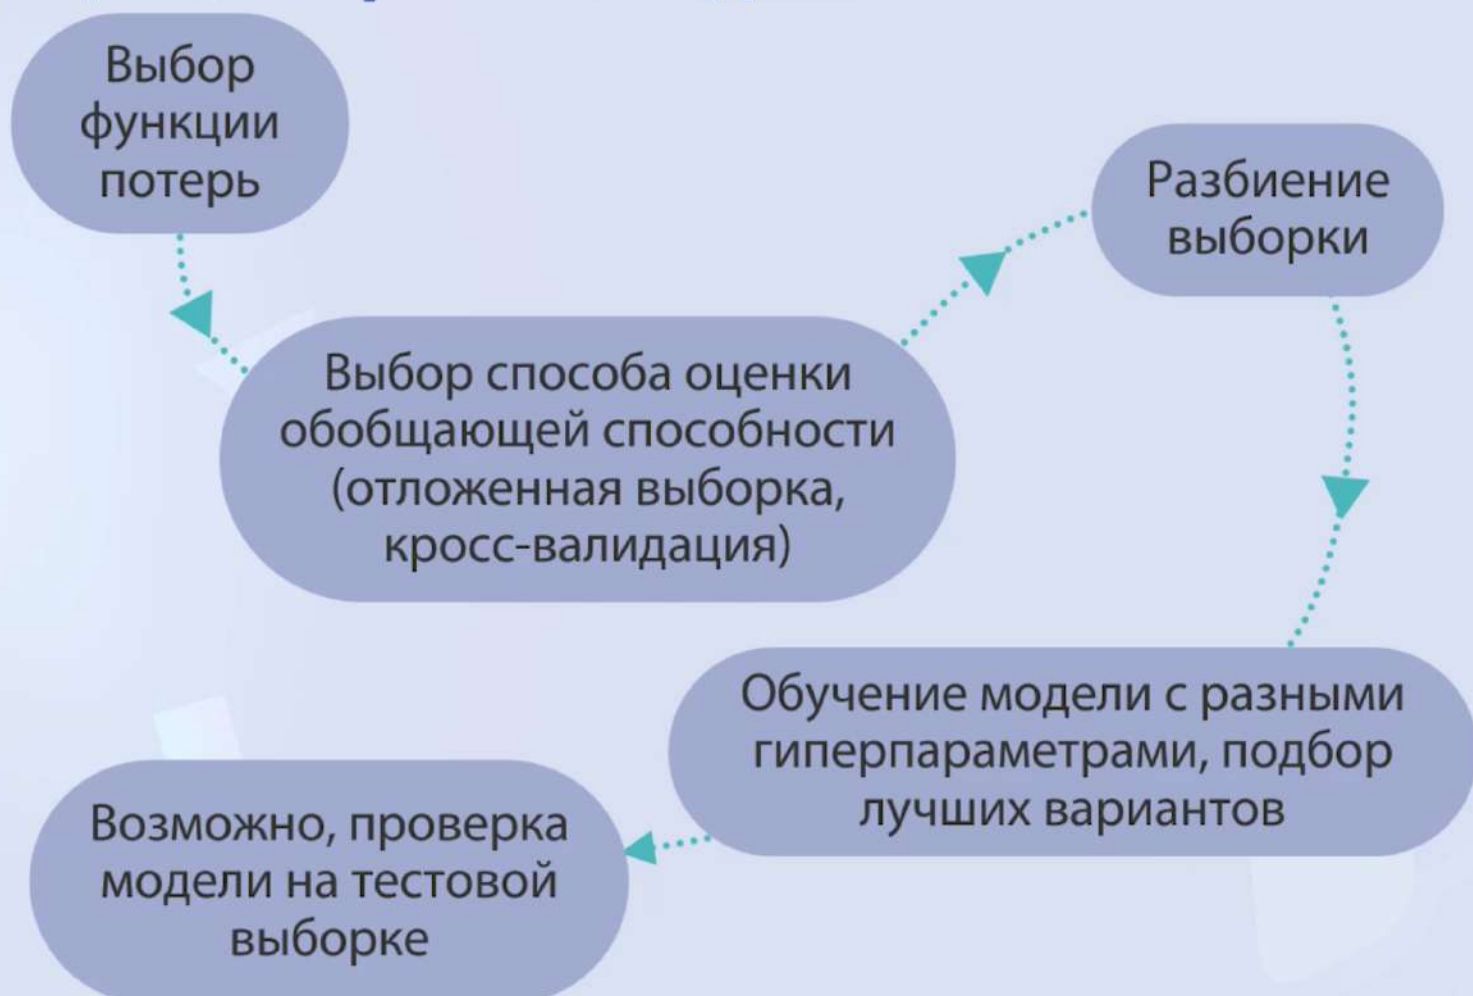 Выбор
функции
потерь
Разбиение
выборки
Выбор способа оценки
обобщающей способности
(отложенная выборка,
кросс-валидация)
Обучение модели с разными
гиперпараметрами, подбор
лучших вариантов
Возможно, проверка
модели на тестовой
выборке